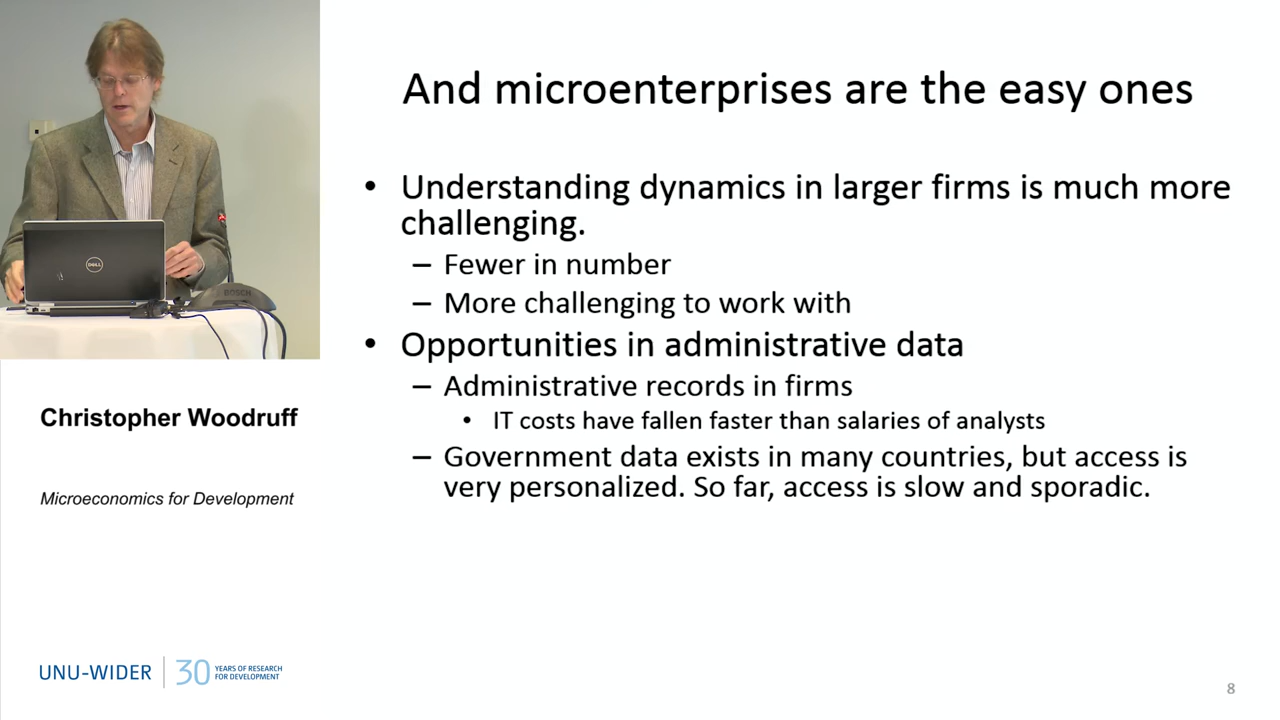 And microenterprises are the easy ones
• Understanding dynamics in larger firms is much more
challenging.
– Fewer in number
– More challenging to work with
• Opportunities in administrative data
– Administrative records in firms
• IT costs have fallen faster than salaries of analysts
– Government data exists in many countries, but access is
very personalized. So far, access is slow and sporadic.
DELL
BOSCH
Christopher Woodruff
Microeconomics for Development
UNU-WIDER
30
YEARS OF RESEARCH
FOR DEVELOPMENT
8